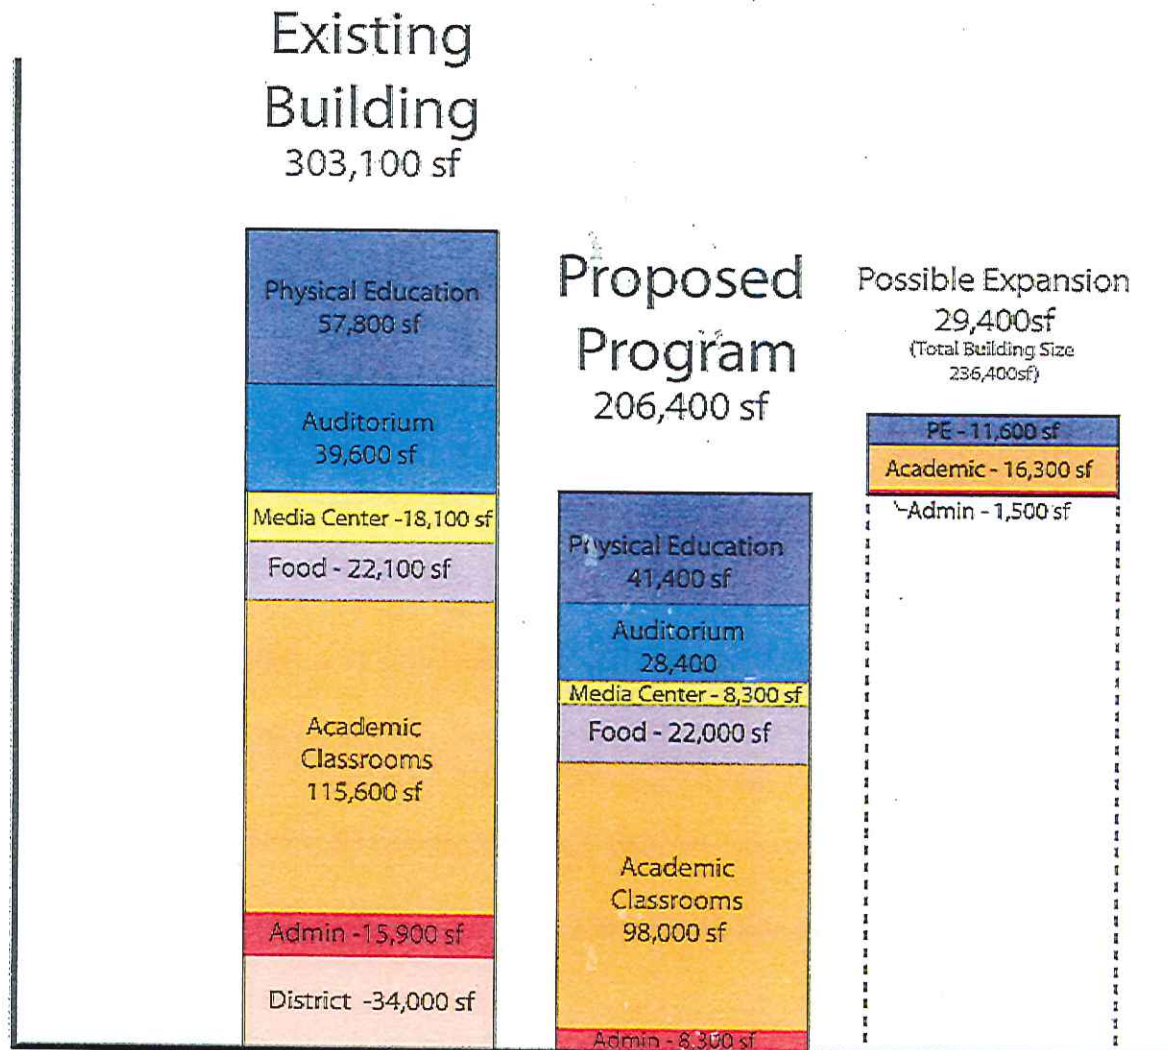 Existing
Building
303,100 sf
Physical Education
57,800 sf
Auditorium
39,600 sf
Media Center -18,100 sf
Food - 22,100 sf
Academic
Classrooms
115,600 sf
Admin -15,900 sf
District -34,000 sf
Proposed
Program
206,400 sf
Physical Education
41,400 sf
Auditorium
28,400
Media Center - 8,300 sf
Food - 22,000 sf
Academic
Classrooms
98,000 sf
Admin - 8,300 sf
Possible Expansion
29,400sf
(Total Building Size
236,400sf)
PE - 11,600 sf
Academic - 16,300 sf
Admin - 1,500 sf